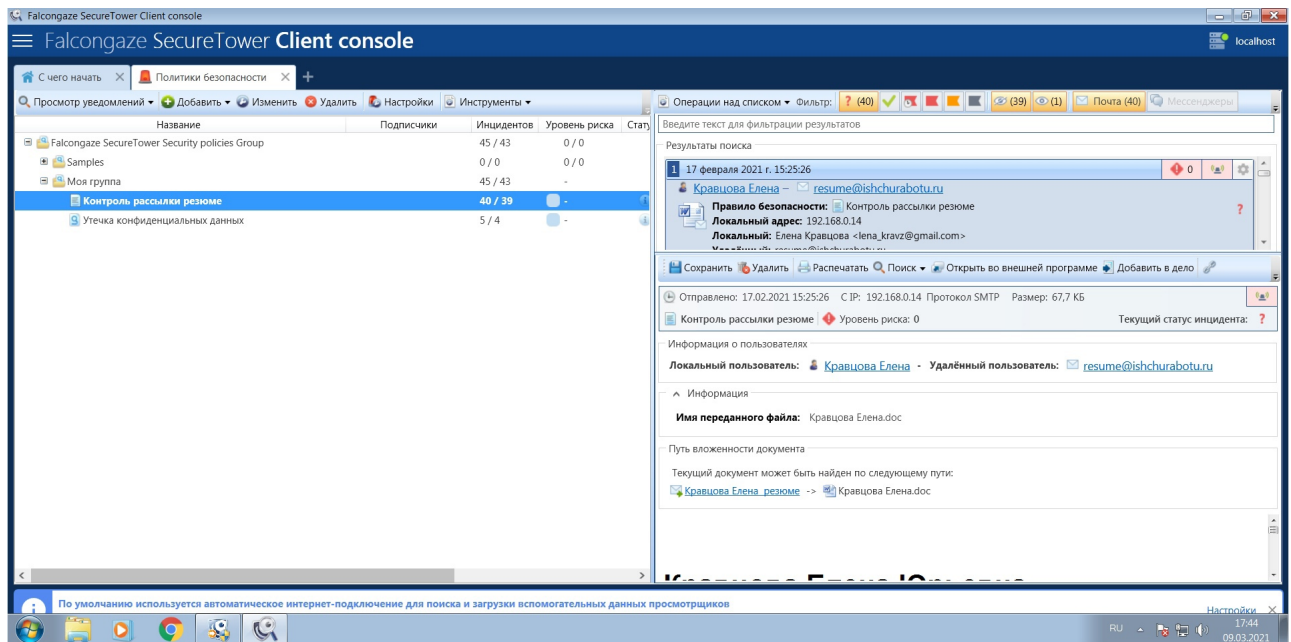 Falcongaze SecureTower Client console
Falcongaze SecureTower Client console
localhost
С чего начать
Политики безопасности
Просмотр уведомлений Добавить Изменить Удалить Настройки Инструменты
Название Подписчики Инцидентов Уровень риска Стату
Falcongaze SecureTower Security policies Group 45 / 43 0 / 0
Samples 0 / 0 0 / 0
Моя группа 45 / 43 -
Контроль рассылки резюме 40 / 39 -
Утечка конфиденциальных данных 5 / 4 -
Операции над списком Фильтр: ? (40) (39) (1) Почта (40) Мессенджеры
Введите текст для фильтрации результатов
Результаты поиска
1 17 февраля 2021 г. 15:25:26 0
Кравцова Елена – resume@ishchurabotu.ru
Правило безопасности: Контроль рассылки резюме ?
Локальный адрес: 192.168.0.14
Локальный: Елена Кравцова <lena_kravz@gmail.com>
Удалённый: resume@ishchurabotu.ru
Сохранить Удалить Распечатать Поиск Открыть во внешней программе Добавить в дело
Отправлено: 17.02.2021 15:25:26 С IP: 192.168.0.14 Протокол SMTP Размер: 67,7 КБ
Контроль рассылки резюме Уровень риска: 0 Текущий статус инцидента: ?
Информация о пользователях
Локальный пользователь: Кравцова Елена - Удалённый пользователь: resume@ishchurabotu.ru
Информация
Имя переданного файла: Кравцова Елена.doc
Путь вложенности документа
Текущий документ может быть найден по следующему пути:
Кравцова Елена_резюме -> Кравцова Елена.doc
По умолчанию используется автоматическое интернет-подключение для поиска и загрузки вспомогательных данных просмотрщиков
Настройки
RU 17:44
09.03.2021